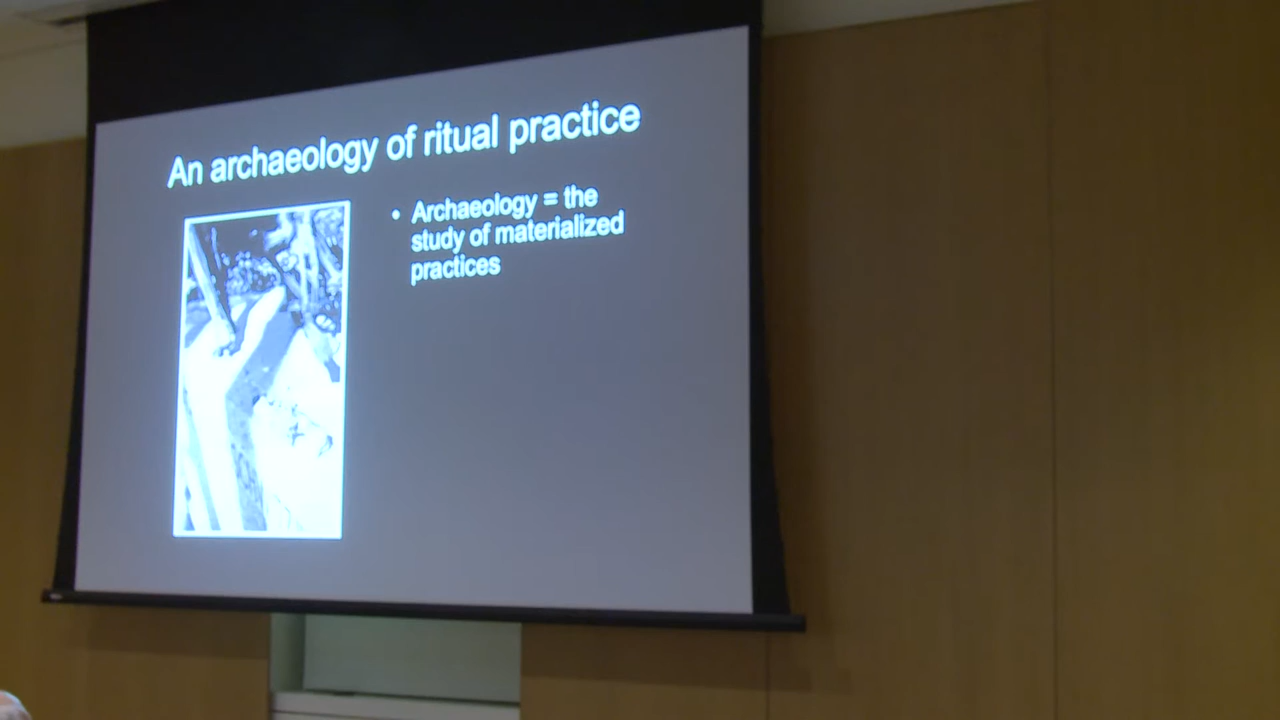 An archaeology of ritual practice
• Archaeology = the
study of materialized
practices